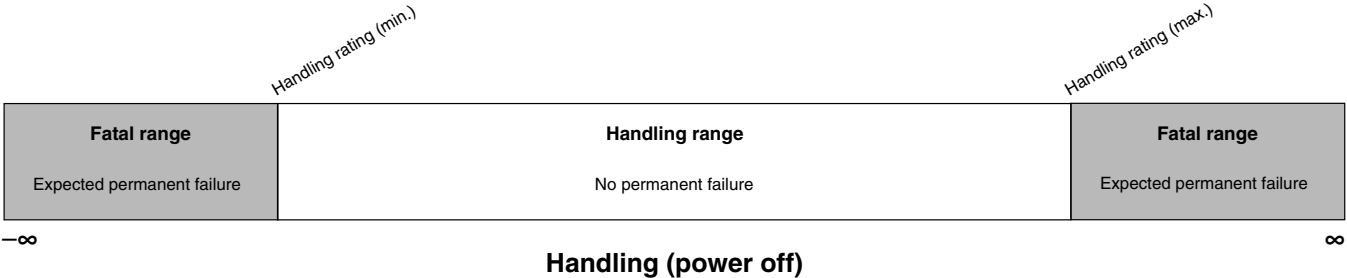 Handling rating (min.)
Handling rating (max.)
Fatal range
Handling range
Fatal range
Expected permanent failure
No permanent failure
Expected permanent failure
–∞
∞
Handling (power off)